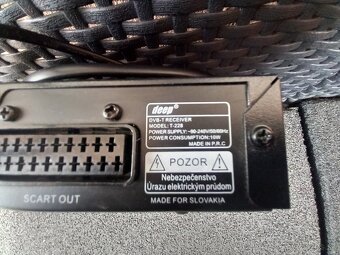 deep®
DVB-T RECEIVER
MODEL: T-228
POWER SUPPLY: ~90-240V/50/60Hz
POWER CONSUMPTION: 10W
MADE IN P.R.C
POZOR
Nebezpečenstvo
Úrazu elektrickým prúdom
SCART OUT
MADE FOR SLOVAKIA